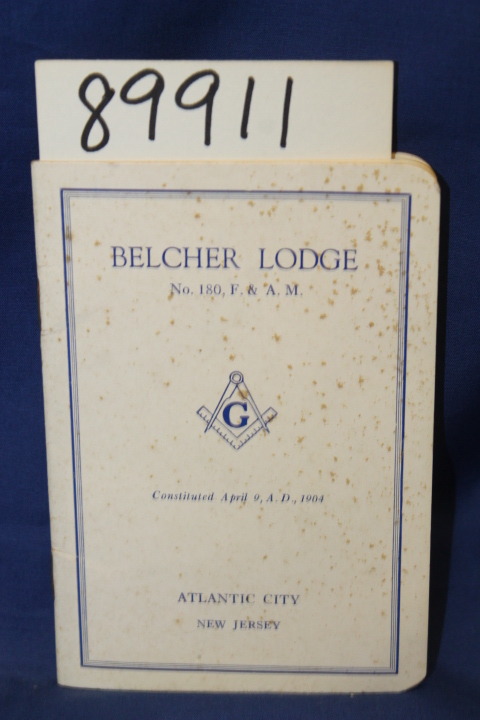 89911
BELCHER LODGE
No. 180, F. & A. M.
G
Constituted April 9, A. D., 1904
ATLANTIC CITY
NEW JERSEY